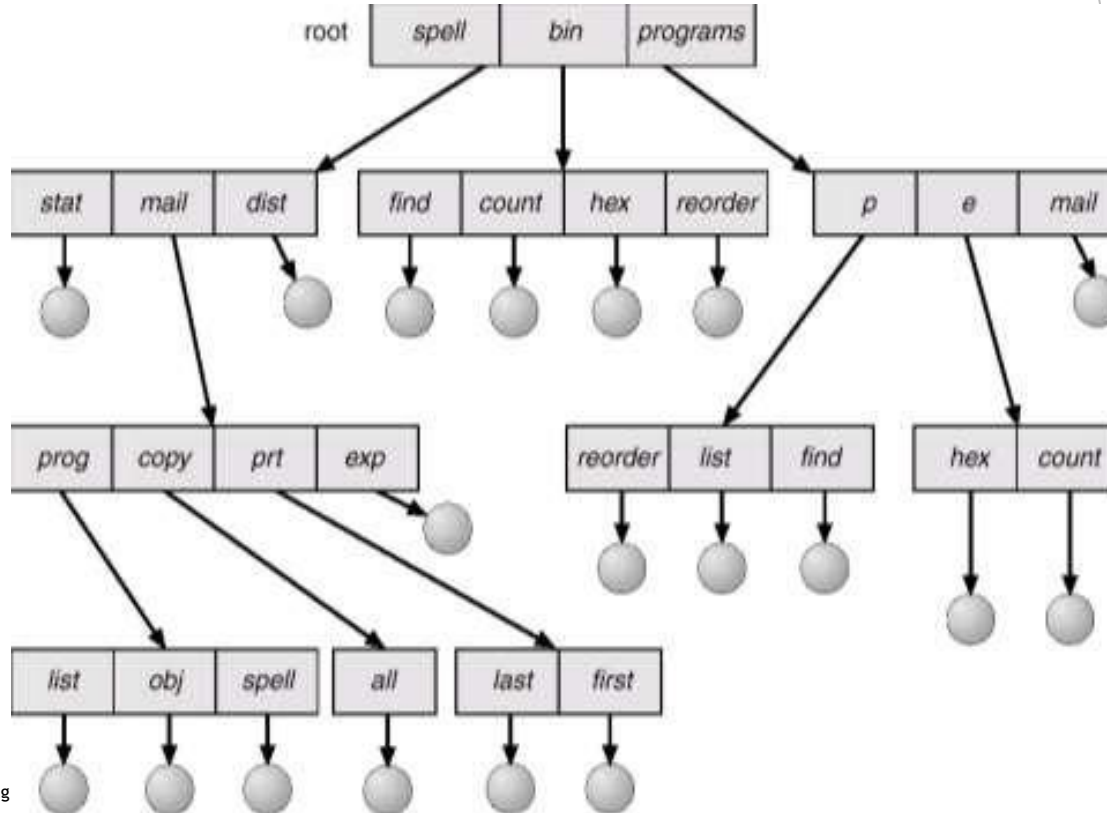 root spell bin programs
stat mail dist find count hex reorder p e mail
prog copy prt exp reorder list find hex count
list obj spell all last first
g